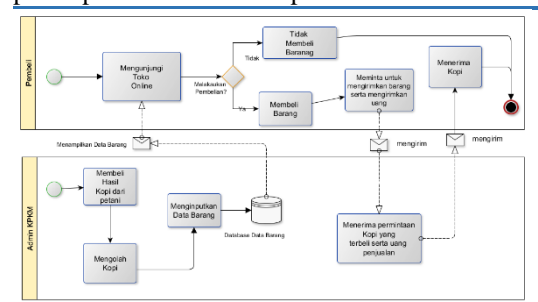 Pembeli
Mengunjungi
Toko
Online
Melakukan
Pembelian?
Tidak
Ya
Tidak
Membeli
Baranag
Membeli
Barang
Meminta untuk
mengirimkan barang
serta mengirimkan
uang
Menerima
Kopi
Menampilkan Data Barang
mengirim
mengirim
Admin KPKM
Membeli
Hasil
Kopi dari
petani
Mengolah
Kopi
Menginputkan
Data Barang
Database Data Barang
Menerima permintaan
Kopi yang
terbeli serta uang
penjualan